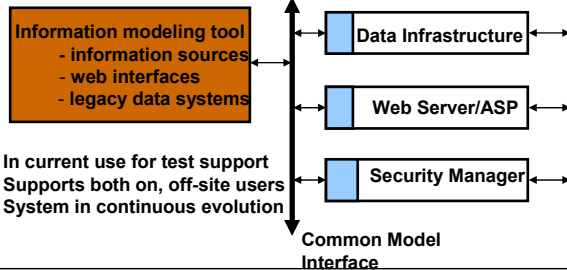 Information modeling tool
- information sources
- web interfaces
- legacy data systems
Data Infrastructure
Web Server/ASP
Security Manager
In current use for test support
Supports both on, off-site users
System in continuous evolution
Common Model
Interface